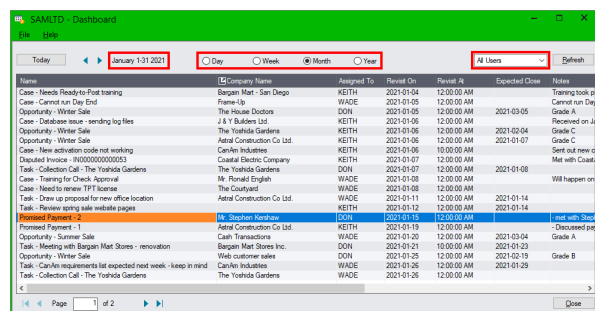 SAMLTD - Dashboard
File Help
Today January 1-31 2021 Day Week Month Year All Users Refresh
Name Company Name Assigned To Revisit On Revisit At Expected Close Notes
Case - Needs Ready-to-Post training Bargain Mart - San Diego KEITH 2021-01-04 12:00:00 AM Training took p
Case - Cannot run Day End Frame-Up WADE 2021-01-05 12:00:00 AM Cannot run Day
Opportunity - Winter Sale The House Doctors DON 2021-01-05 12:00:00 AM 2021-03-05 Grade A
Case - Database issue - sending log files J & Y Builders Ltd. KEITH 2021-01-05 12:00:00 AM Received on Ja
Opportunity - Winter Sale The Yoshida Gardens KEITH 2021-01-06 12:00:00 AM 2021-02-04 Grade C
Opportunity - Winter Sale Astral Construction Co Ltd. KEITH 2021-01-06 12:00:00 AM 2021-01-07 Grade C
Case - New activation code not working CanAm Industries KEITH 2021-01-06 10:00:00 AM Sent out new c
Disputed Invoice - IN0000000000053 Coastal Electric Company KEITH 2021-01-07 12:00:00 AM Met with Coasta
Task - Collection Call - The Yoshida Gardens The Yoshida Gardens DON 2021-01-07 12:00:00 AM 2021-01-08
Case - Training for Check Approval Mr. Ronald English WADE 2021-01-08 12:00:00 AM Will happen on
Case - Need to renew TPT license The Courtyard WADE 2021-01-08 12:00:00 AM
Task - Draw up proposal for new office location Astral Construction Co Ltd. WADE 2021-01-11 12:00:00 AM 2021-01-14
Task - Review spring sale website pages KEITH 2021-01-12 12:00:00 AM 2021-01-14
Promised Payment - 2 Mr. Stephen Kershaw DON 2021-01-15 12:00:00 AM - met with Steph
Promised Payment - 1 Astral Construction Co Ltd. KEITH 2021-01-19 12:00:00 AM - Discussed pay
Opportunity - Summer Sale Cash Transactions WADE 2021-01-20 12:00:00 AM 2021-03-04 Grade A
Task - Meeting with Bargain Mart Stores - renovation Bargain Mart Stores Inc. DON 2021-01-21 10:00:00 AM 2021-01-23
Opportunity - Winter Sale Web customer sales DON 2021-01-25 12:00:00 AM 2021-02-19 Grade B
Task - CanAm requirements list expected next week - keep in mind CanAm Industries WADE 2021-01-26 12:00:00 AM 2021-01-29
Task - Collection Call - The Yoshida Gardens The Yoshida Gardens WADE 2021-01-26 12:00:00 AM
Page 1 of 2 Close